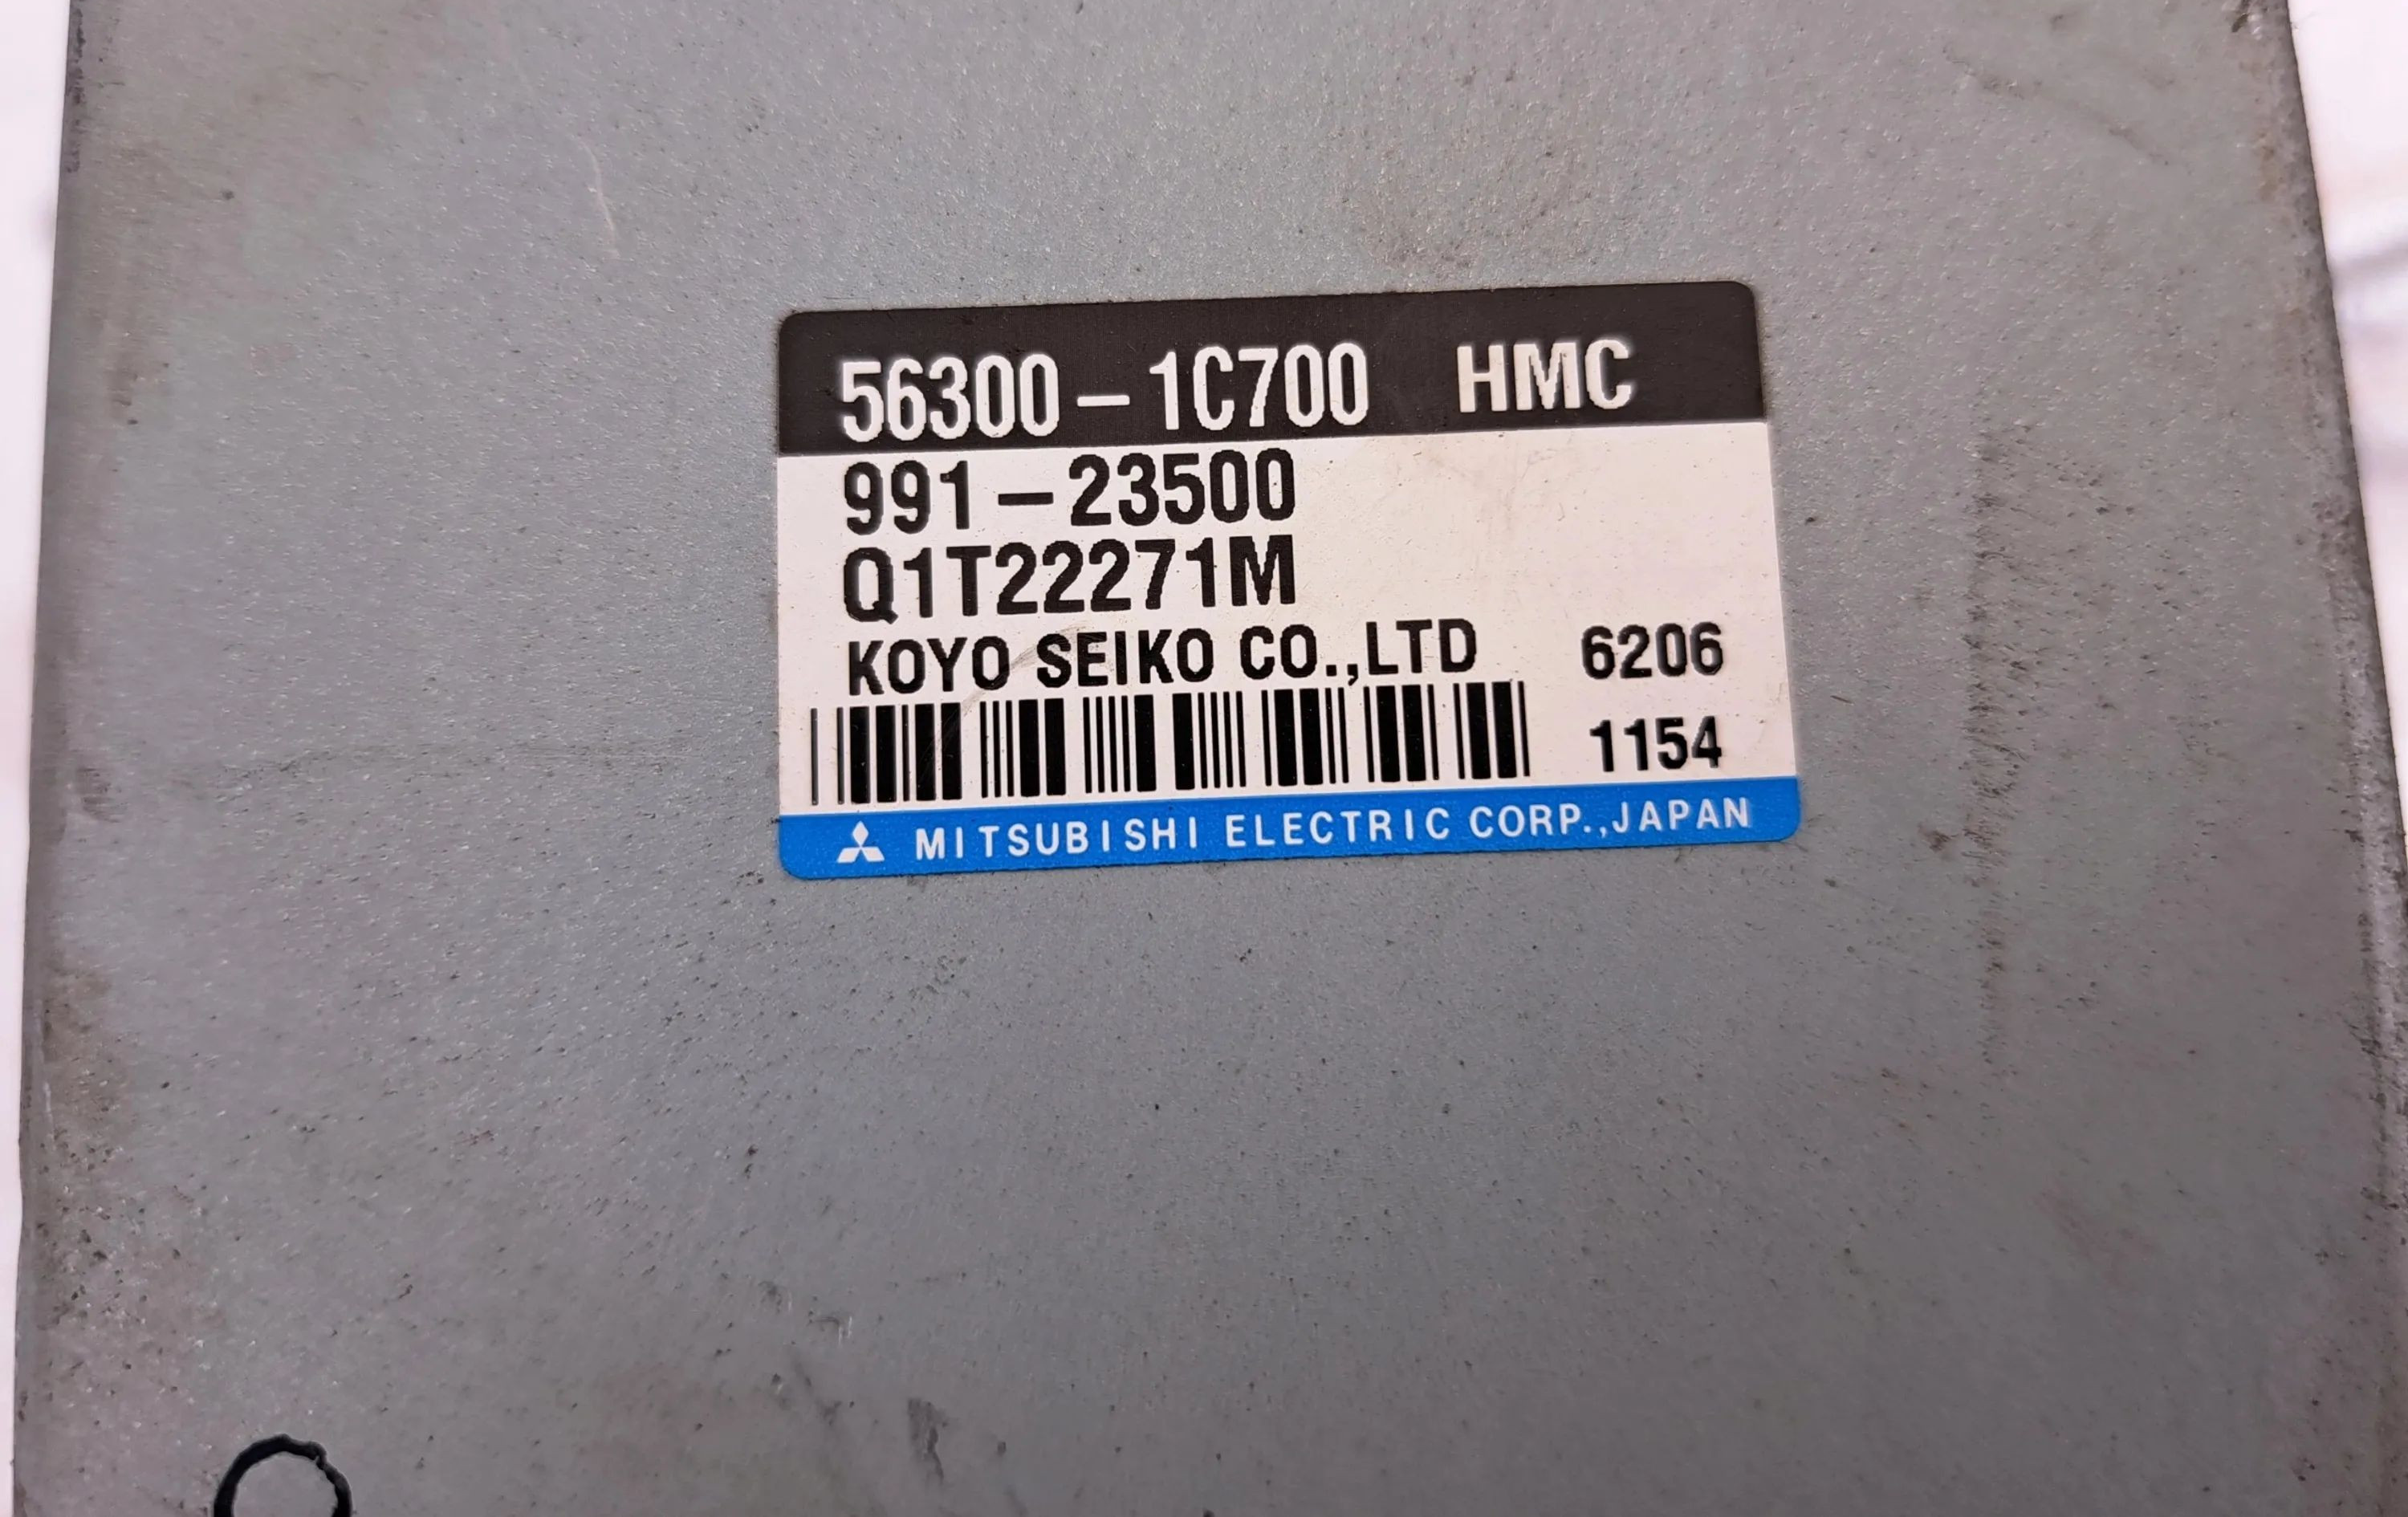 56300-1C700 HMC
991-23500
Q1T22271M
KOYO SEIKO CO.,LTD 6206
1154
MITSUBISHI ELECTRIC CORP.,JAPAN